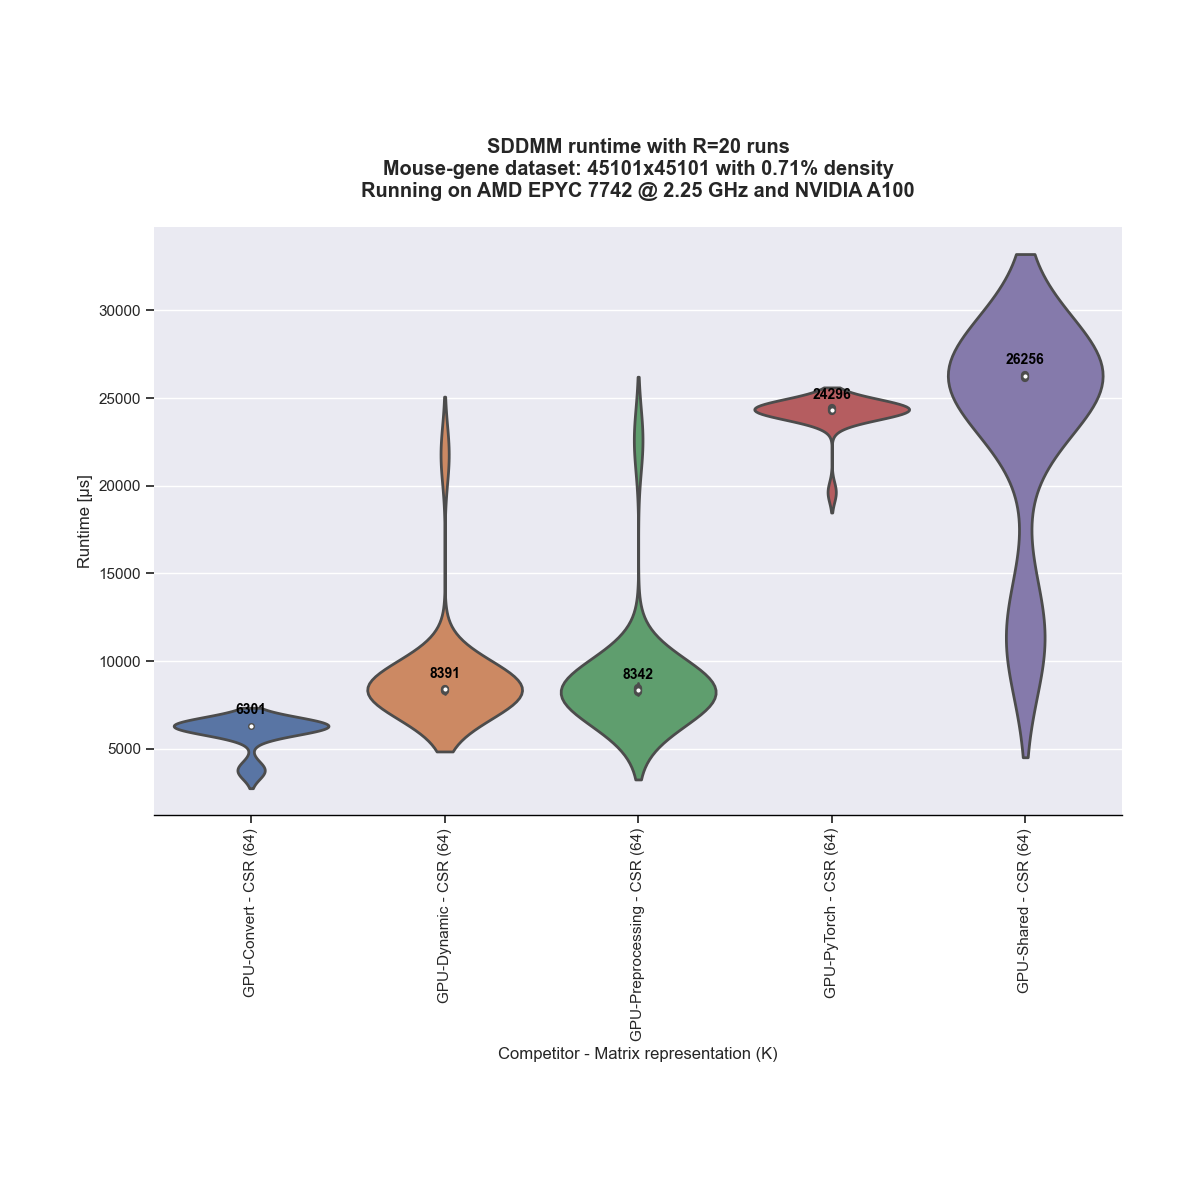 SDDMM runtime with R=20 runs
Mouse-gene dataset: 45101x45101 with 0.71% density
Running on AMD EPYC 7742 @ 2.25 GHz and NVIDIA A100
Runtime [µs]
30000
25000
20000
15000
10000
5000
6301
8391
8342
24296
26256
GPU-Convert - CSR (64)
GPU-Dynamic - CSR (64)
GPU-Preprocessing - CSR (64)
GPU-PyTorch - CSR (64)
GPU-Shared - CSR (64)
Competitor - Matrix representation (K)